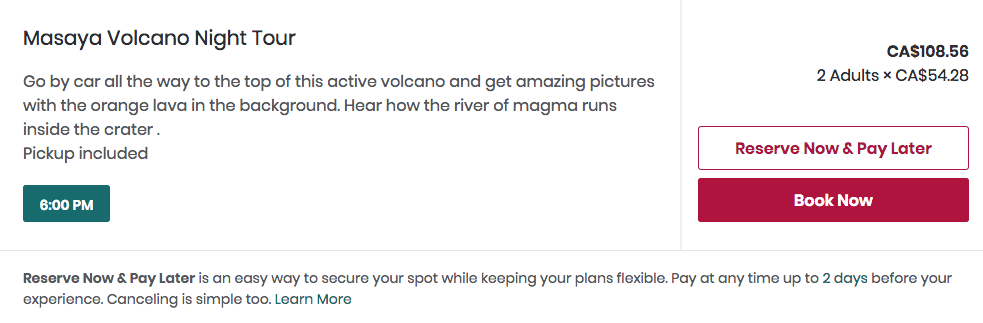 Masaya Volcano Night Tour
Go by car all the way to the top of this active volcano and get amazing pictures
with the orange lava in the background. Hear how the river of magma runs
inside the crater .
Pickup included
6:00 PM
CA$108.56
2 Adults × CA$54.28
Reserve Now & Pay Later
Book Now
Reserve Now & Pay Later is an easy way to secure your spot while keeping your plans flexible. Pay at any time up to 2 days before your
experience. Canceling is simple too. Learn More